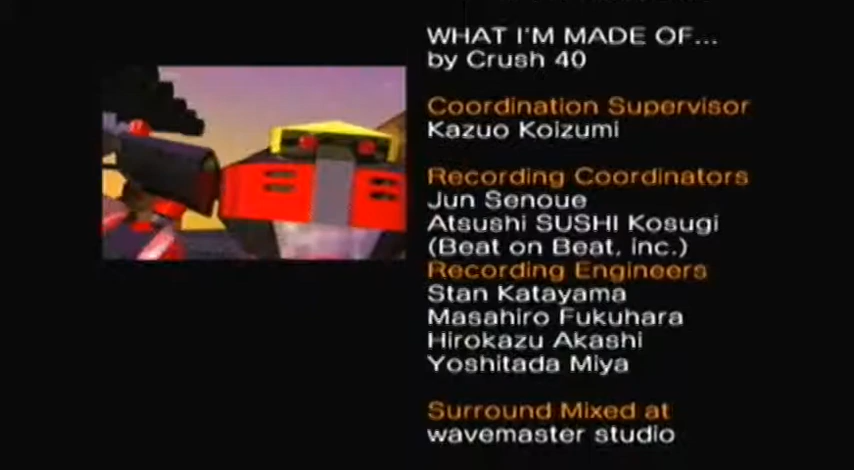 WHAT I'M MADE OF...
by Crush 40
Coordination Supervisor
Kazuo Koizumi
Recording Coordinators
Jun Senoue
Atsushi SUSHI Kosugi
(Beat on Beat, inc.)
Recording Engineers
Stan Katayama
Masahiro Fukuhara
Hirokazu Akashi
Yoshitada Miya
Surround Mixed at
wavemaster studio